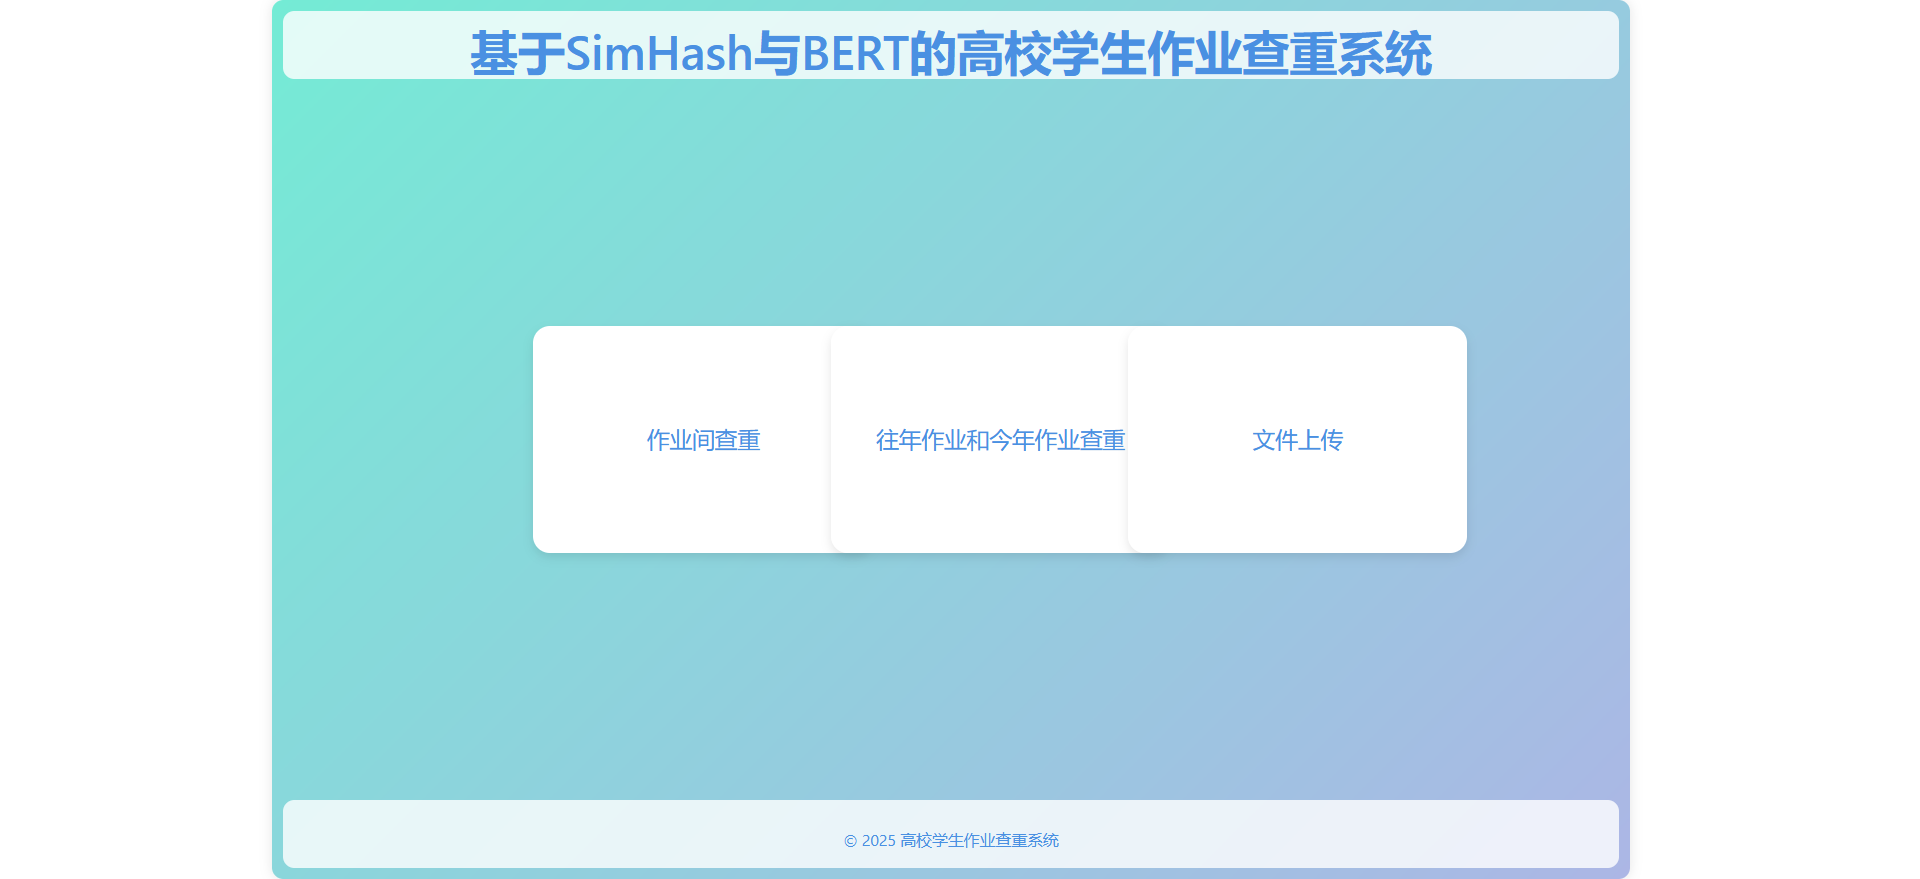 基于SimHash与BERT的高校学生作业查重系统
作业间查重
往年作业和今年作业查重
文件上传
© 2025 高校学生作业查重系统